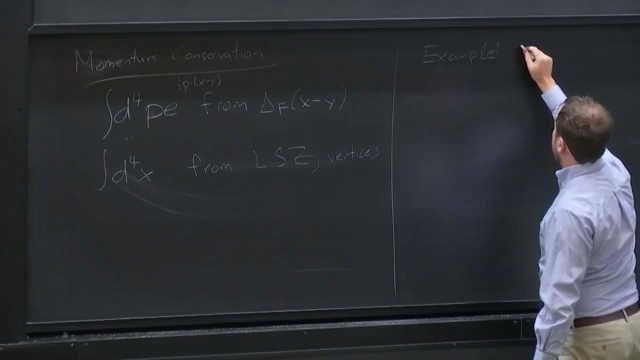 Momentum Conservation
ip(x-y)
∫d⁴p e from Δ_F(x-y)
∫d⁴x from LSZ, vertices
Example